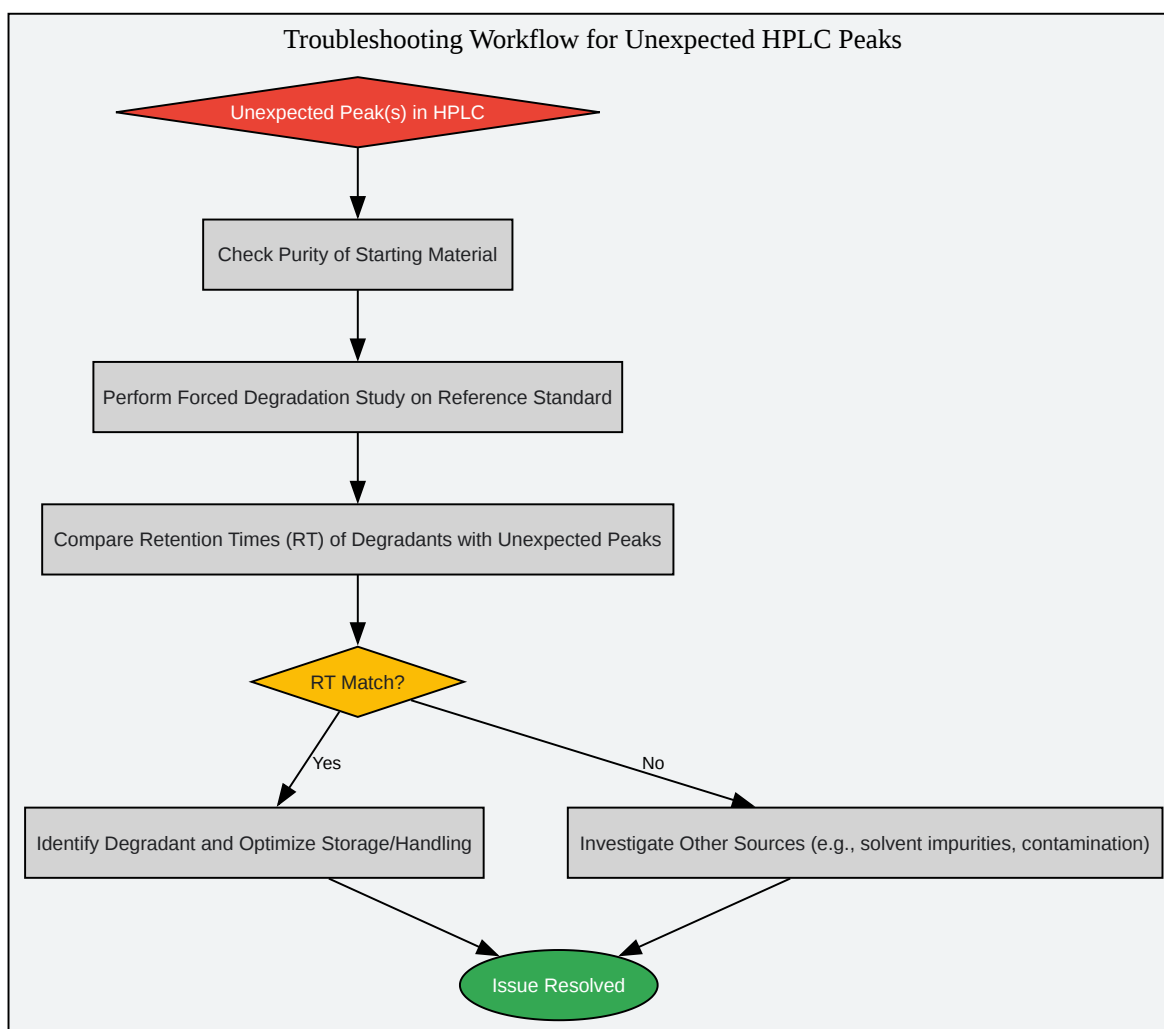 Troubleshooting Workflow for Unexpected HPLC Peaks
Unexpected Peak(s) in HPLC
Check Purity of Starting Material
Perform Forced Degradation Study on Reference Standard
Compare Retention Times (RT) of Degradants with Unexpected Peaks
RT Match?
Yes
No
Identify Degradant and Optimize Storage/Handling
Investigate Other Sources (e.g., solvent impurities, contamination)
Issue Resolved